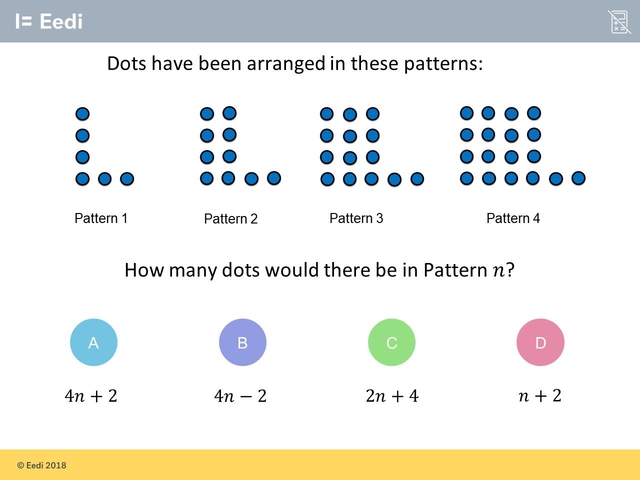 I= Eedi
Dots have been arranged in these patterns:
Pattern 1
Pattern 2
Pattern 3
Pattern 4
How many dots would there be in Pattern n?
A
B
C
D
4n + 2
4n − 2
2n + 4
n + 2
© Eedi 2018